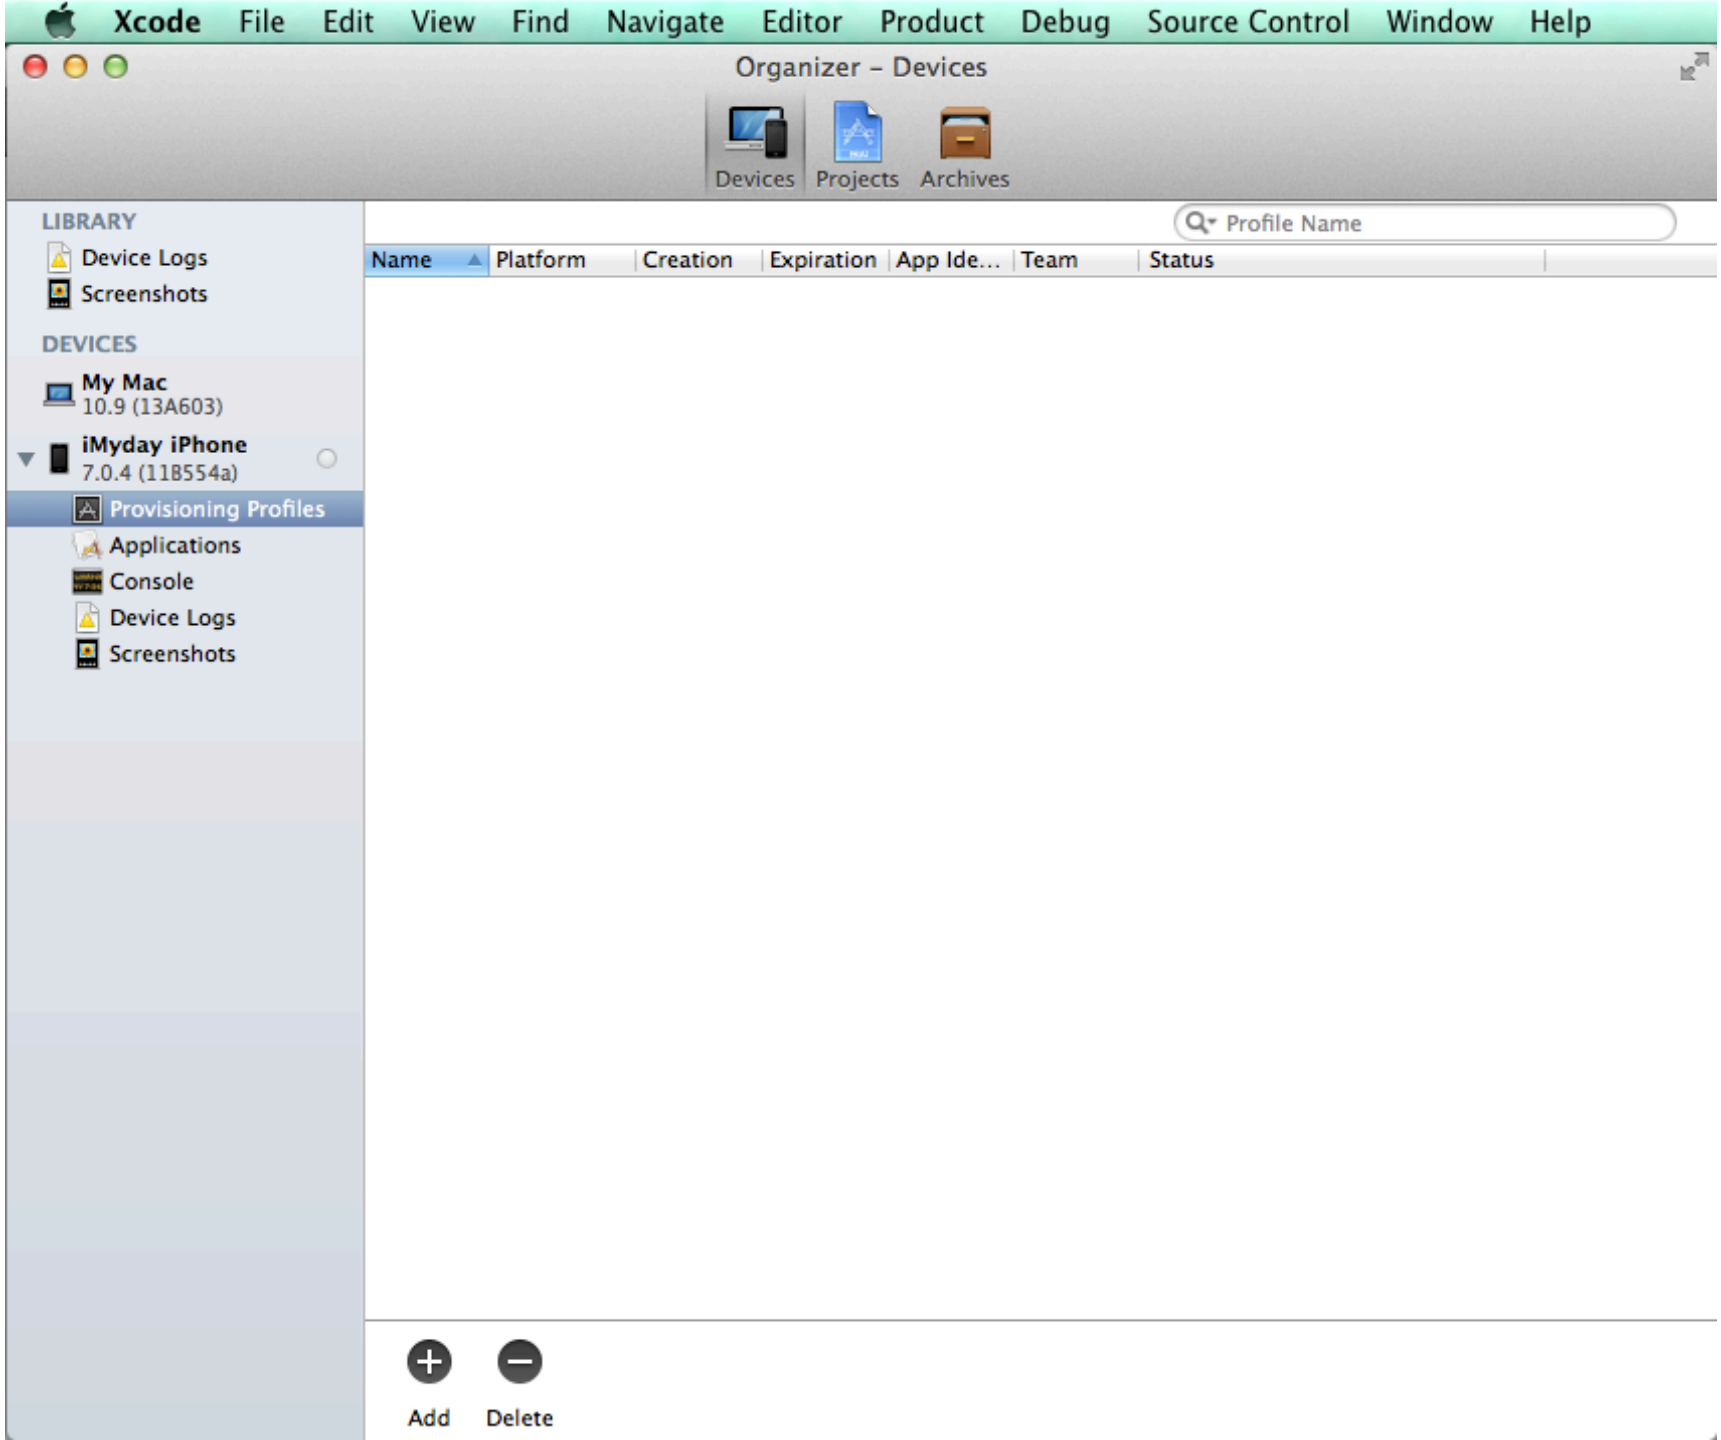 Xcode File Edit View Find Navigate Editor Product Debug Source Control Window Help
Organizer – Devices
Devices Projects Archives
LIBRARY
Device Logs
Screenshots
DEVICES
My Mac
10.9 (13A603)
iMyday iPhone
7.0.4 (11B554a)
Provisioning Profiles
Applications
Console
Device Logs
Screenshots
Profile Name
Name Platform Creation Expiration App Ide... Team Status
Add Delete